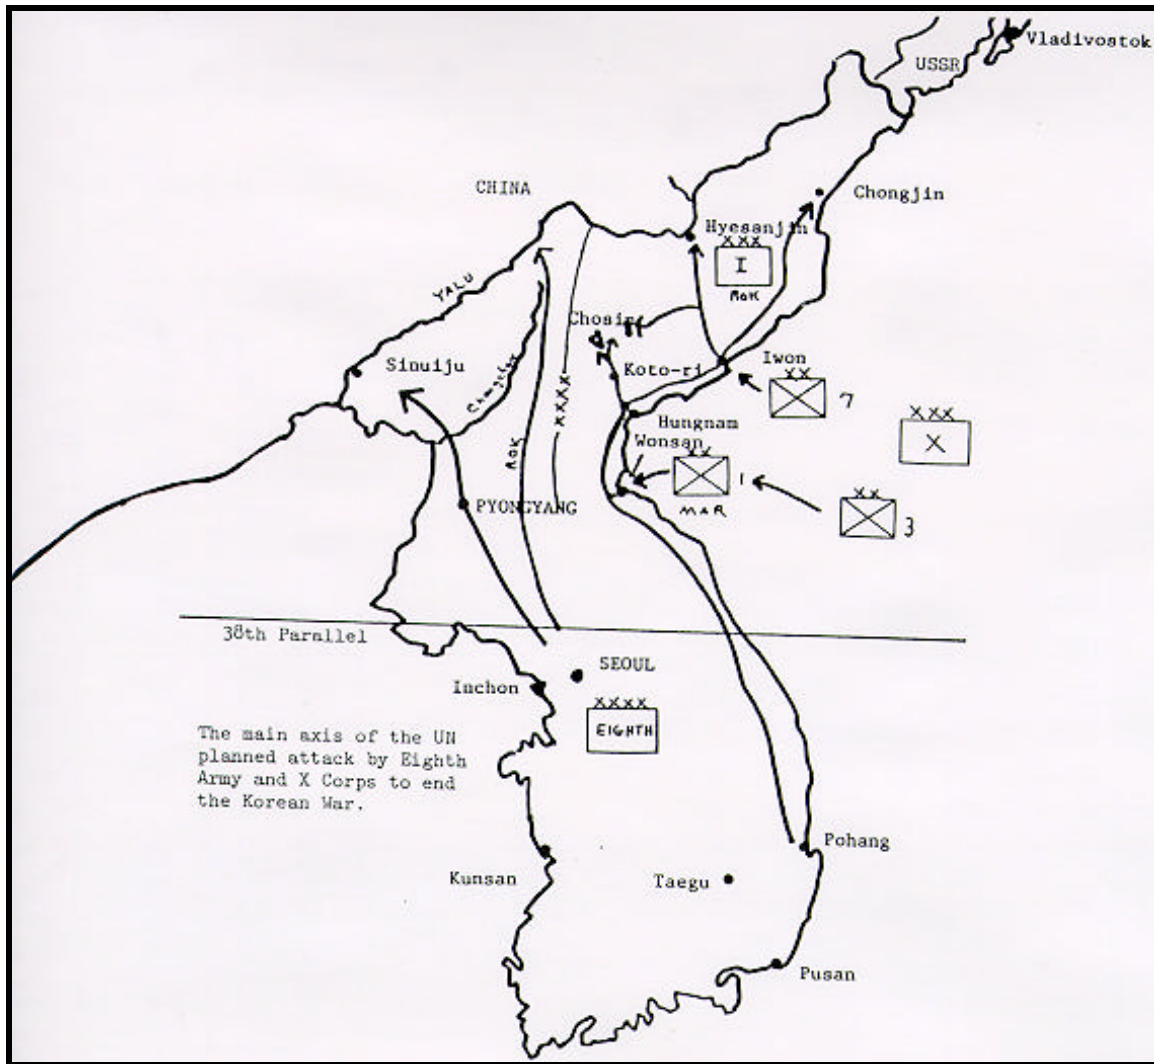 Vladivostok
USSR
CHINA
Chongjin
Hyesanjin
XXX
I
ROK
YALU
Chosin
Sinuiju
Koto-ri
Iwon
XX
7
XXXX
ROK
XXX
X
Hungnam
Wonsan
XX
1
MAR
XX
3
PYONGYANG
38th Parallel
SEOUL
Inchon
XXXX
EIGHTH
The main axis of the UN
planned attack by Eighth
Army and X Corps to end
the Korean War.
Pohang
Kunsan
Taegu
Pusan